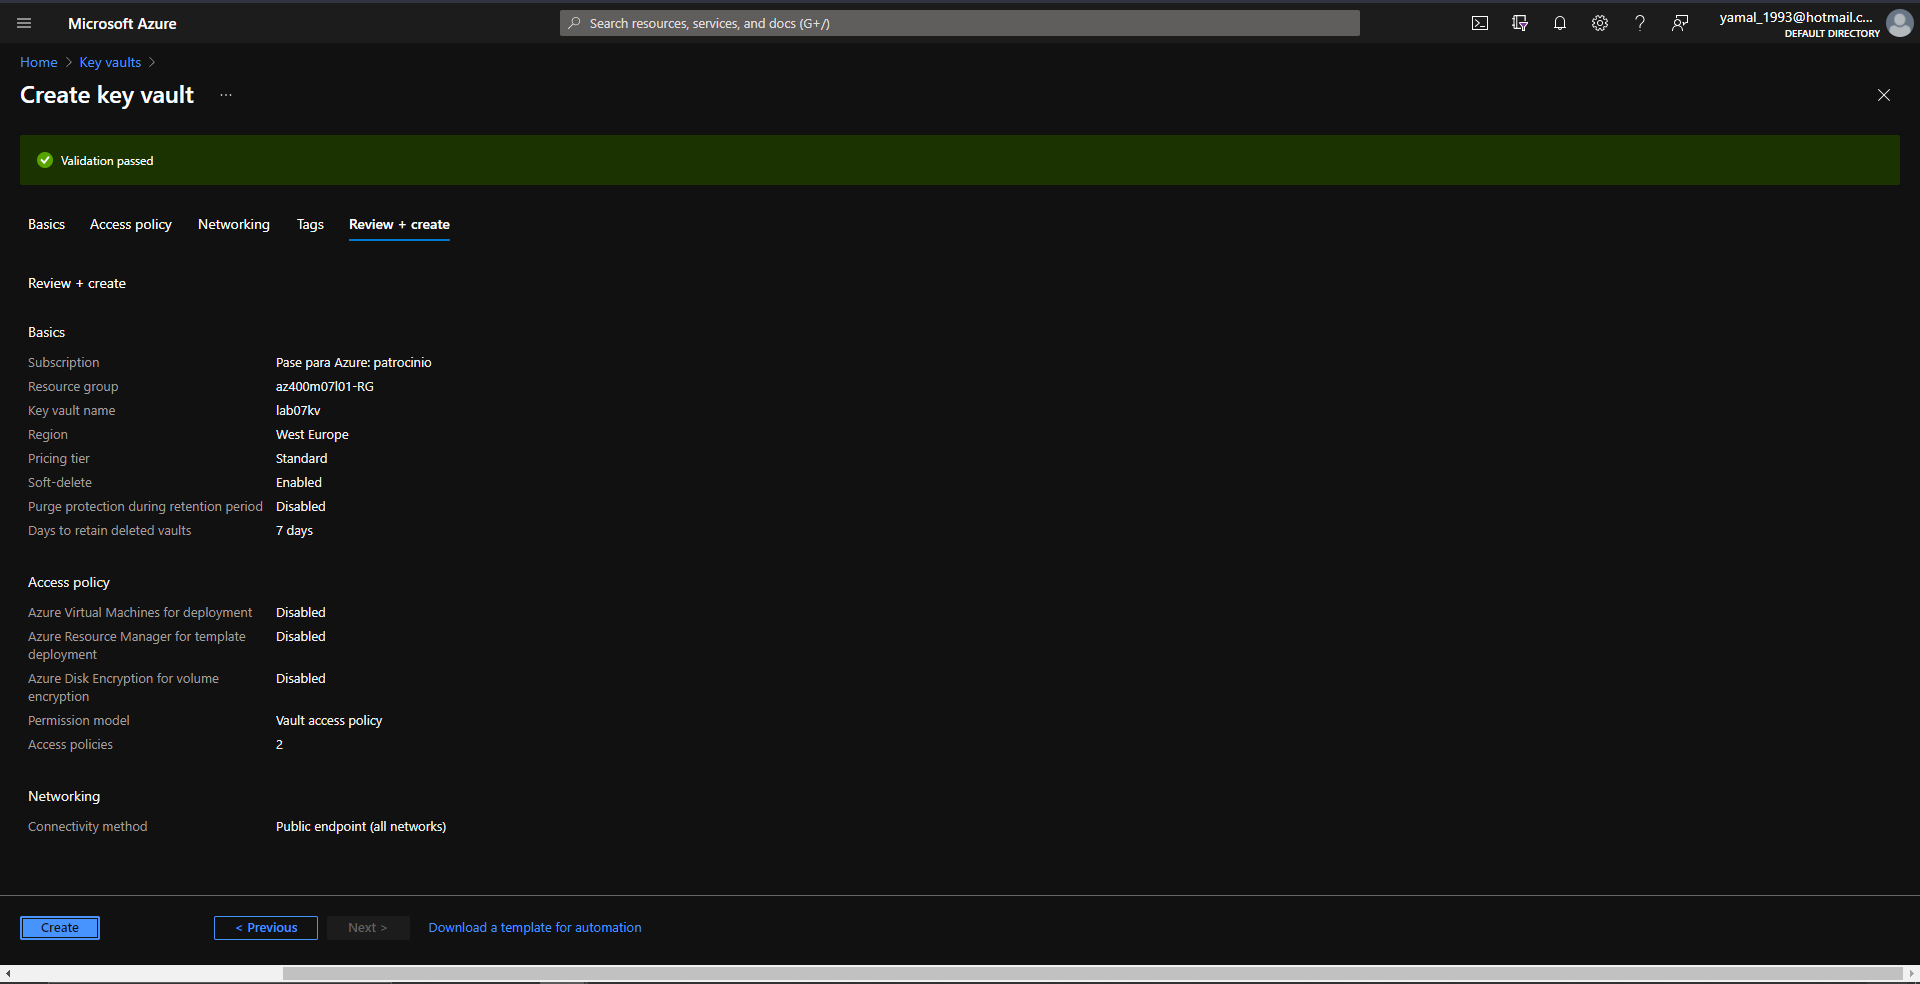 Microsoft Azure
Search resources, services, and docs (G+/)
yamal_1993@hotmail.c...
DEFAULT DIRECTORY
Home > Key vaults >
Create key vault ...
Validation passed
Basics Access policy Networking Tags Review + create
Review + create
Basics
Subscription Pase para Azure: patrocinio
Resource group az400m07l01-RG
Key vault name lab07kv
Region West Europe
Pricing tier Standard
Soft-delete Enabled
Purge protection during retention period Disabled
Days to retain deleted vaults 7 days
Access policy
Azure Virtual Machines for deployment Disabled
Azure Resource Manager for template Disabled
deployment
Azure Disk Encryption for volume Disabled
encryption
Permission model Vault access policy
Access policies 2
Networking
Connectivity method Public endpoint (all networks)
Create < Previous Next > Download a template for automation